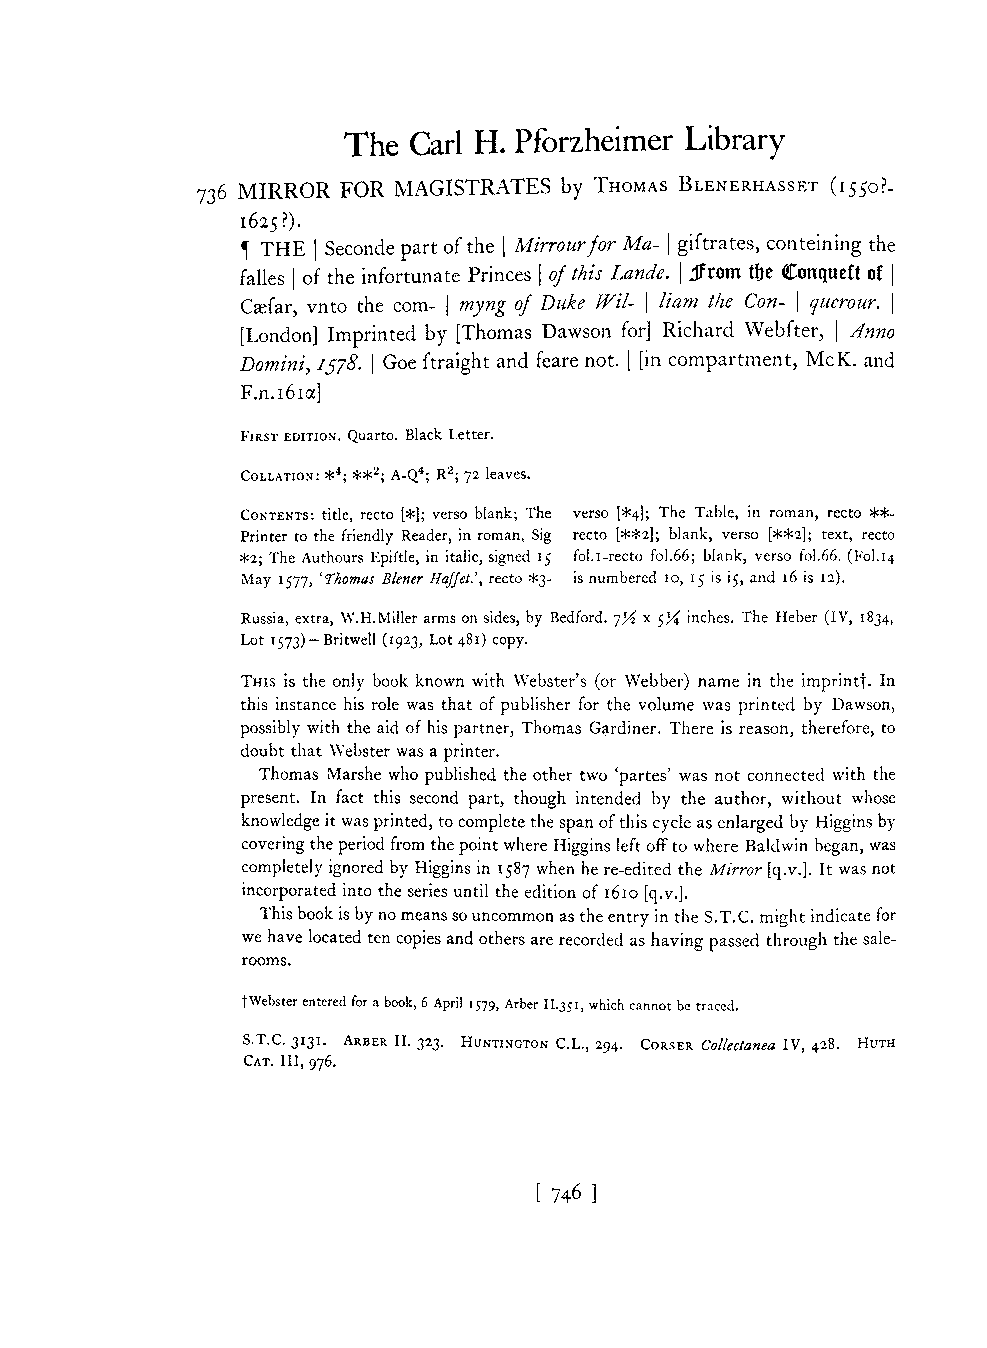 The Carl H. Pforzheimer Library
736 MIRROR FOR MAGISTRATES by THOMAS BLENERHASSET (1550?-
1625?).
¶ THE | Seconde part of the | Mirrour for Ma- | giſtrates, conteining the
falles | of the infortunate Princes | of this Lande. | From the Conqueſt of |
Cæſar, vnto the com- | myng of Duke Wil- | liam the Con- | querour. |
[London] Imprinted by [Thomas Dawson for] Richard Webſter, | Anno
Domini, 1578. | Goe ſtraight and feare not. | [in compartment, McK. and
F.n.161α]
FIRST EDITION. Quarto. Black Letter.
COLLATION: *⁴; **²; A-Q⁴; R²; 72 leaves.
CONTENTS: title, recto [*]; verso blank; The
Printer to the friendly Reader, in roman, Sig
*2; The Authours Epiſtle, in italic, signed 15
May 1577, 'Thomas Blener Haſſet.', recto *3-
verso [*4]; The Table, in roman, recto **-
recto [**2]; blank, verso [**2]; text, recto
fol.1-recto fol.66; blank, verso fol.66. (Fol.14
is numbered 10, 15 is i5, and 16 is 12).
Russia, extra, W.H.Miller arms on sides, by Bedford. 7½ x 5¼ inches. The Heber (IV, 1834,
Lot 1573)—Britwell (1923, Lot 481) copy.
THIS is the only book known with Webster's (or Webber) name in the imprint†. In
this instance his role was that of publisher for the volume was printed by Dawson,
possibly with the aid of his partner, Thomas Gardiner. There is reason, therefore, to
doubt that Webster was a printer.
Thomas Marshe who published the other two 'partes' was not connected with the
present. In fact this second part, though intended by the author, without whose
knowledge it was printed, to complete the span of this cycle as enlarged by Higgins by
covering the period from the point where Higgins left off to where Baldwin began, was
completely ignored by Higgins in 1587 when he re-edited the Mirror [q.v.]. It was not
incorporated into the series until the edition of 1610 [q.v.].
This book is by no means so uncommon as the entry in the S.T.C. might indicate for
we have located ten copies and others are recorded as having passed through the sale-
rooms.
†Webster entered for a book, 6 April 1579, Arber II.351, which cannot be traced.
S.T.C. 3131. ARBER II. 323. HUNTINGTON C.L., 294. CORSER Collectanea IV, 428. HUTH
CAT. III, 976.
[ 746 ]